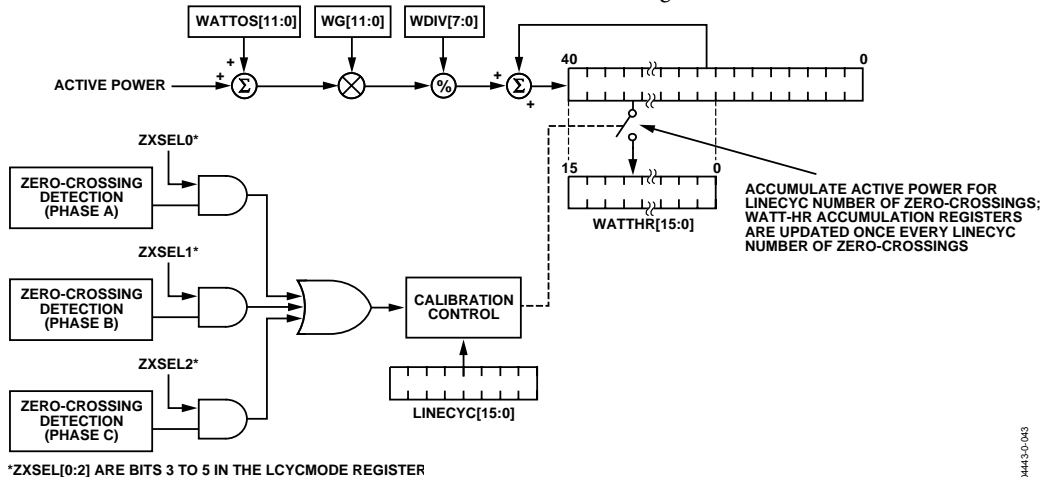 WATTOS[11:0]
WG[11:0]
WDIV[7:0]
+
+
+
+
Σ
%
Σ
40
0
ACTIVE POWER
15
0
WATTHR[15:0]
ACCUMULATE ACTIVE POWER FOR
LINECYC NUMBER OF ZERO-CROSSINGS;
WATT-HR ACCUMULATION REGISTERS
ARE UPDATED ONCE EVERY LINECYC
NUMBER OF ZERO-CROSSINGS
ZXSEL0*
ZERO-CROSSING
DETECTION
(PHASE A)
ZXSEL1*
ZERO-CROSSING
DETECTION
(PHASE B)
CALIBRATION
CONTROL
ZXSEL2*
LINECYC[15:0]
ZERO-CROSSING
DETECTION
(PHASE C)
*ZXSEL[0:2] ARE BITS 3 TO 5 IN THE LCYCMODE REGISTER
04443-0-043